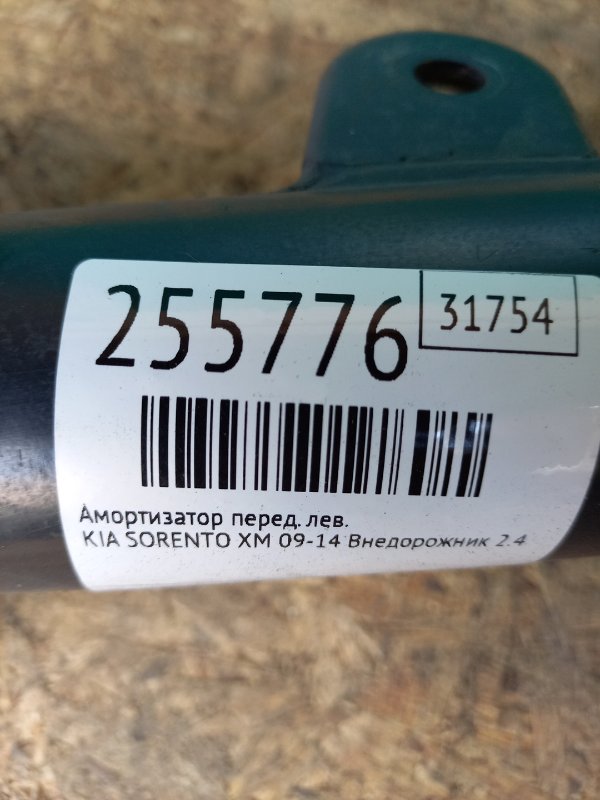 255776
31754
Амортизатор перед. лев.
KIA SORENTO XM 09-14 Внедорожник 2.4